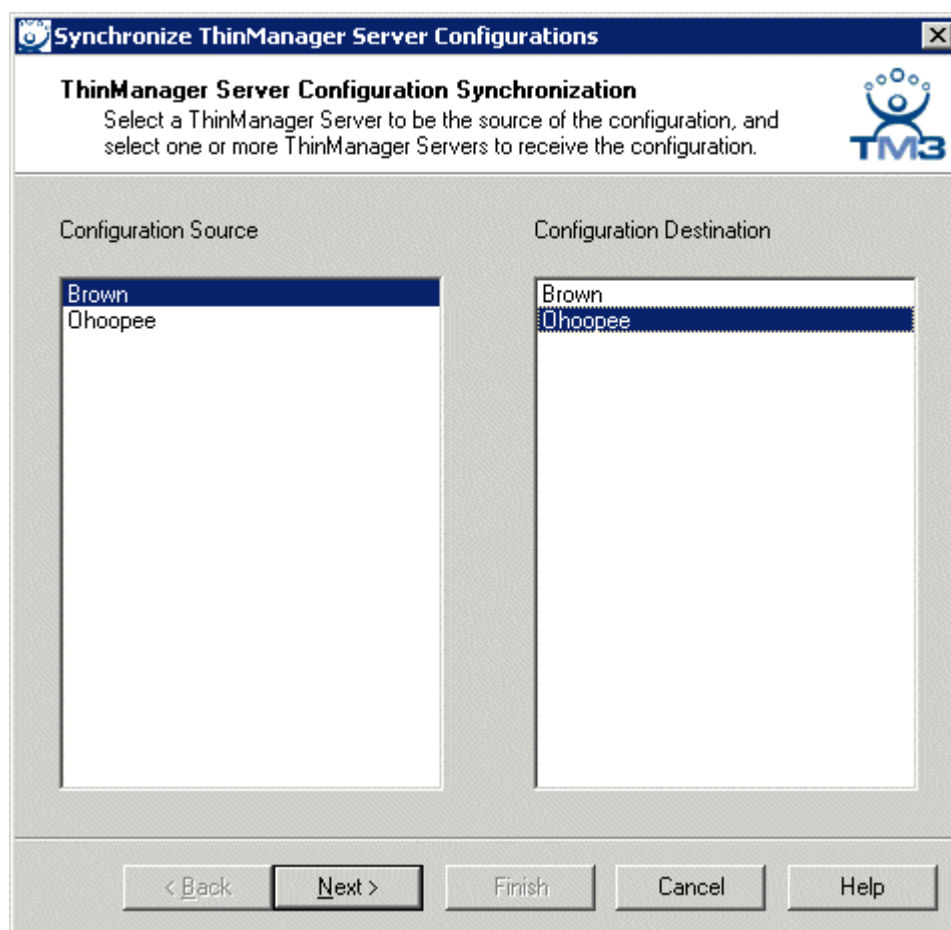 Synchronize ThinManager Server Configurations
ThinManager Server Configuration Synchronization
Select a ThinManager Server to be the source of the configuration, and
select one or more ThinManager Servers to receive the configuration.
TM3
Configuration Source
Configuration Destination
Brown
Ohoopee
Brown
Ohoopee
< Back
Next >
Finish
Cancel
Help